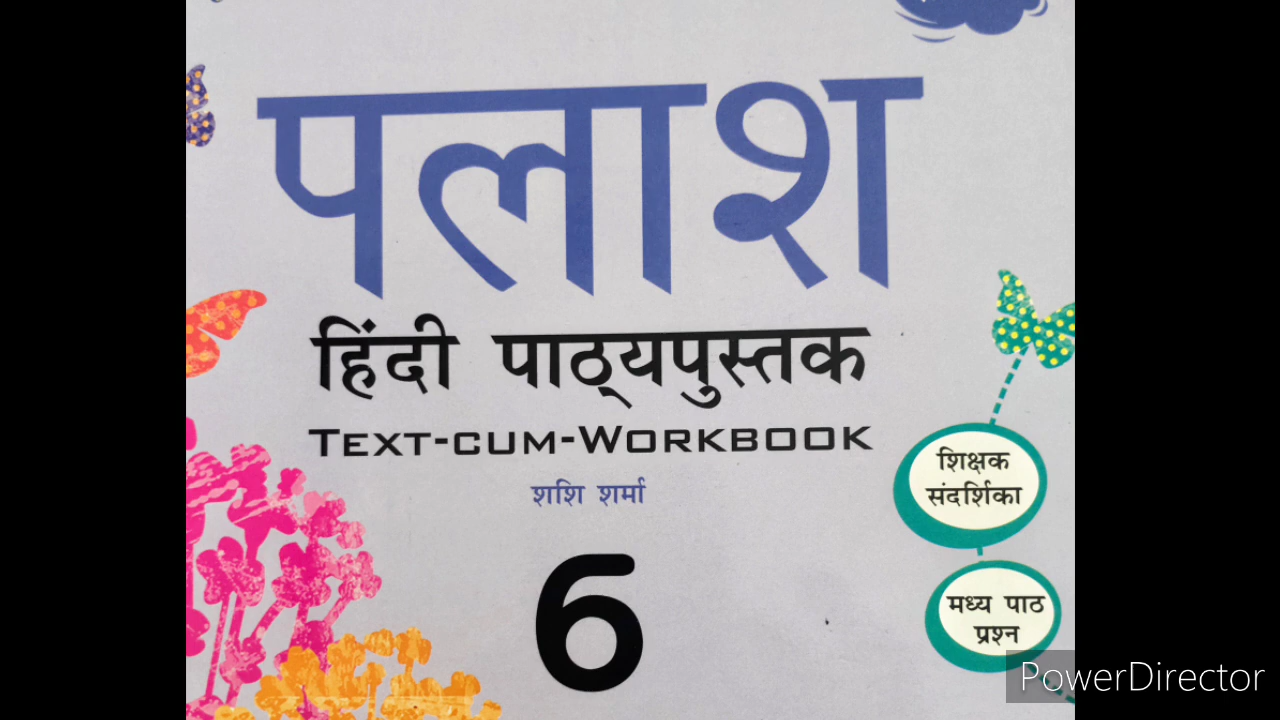 पलाश
हिंदी पाठ्यपुस्तक
TEXT-CUM-WORKBOOK
शशि शर्मा
6
शिक्षक
संदर्शिका
मध्य पाठ
प्रश्न
PowerDirector